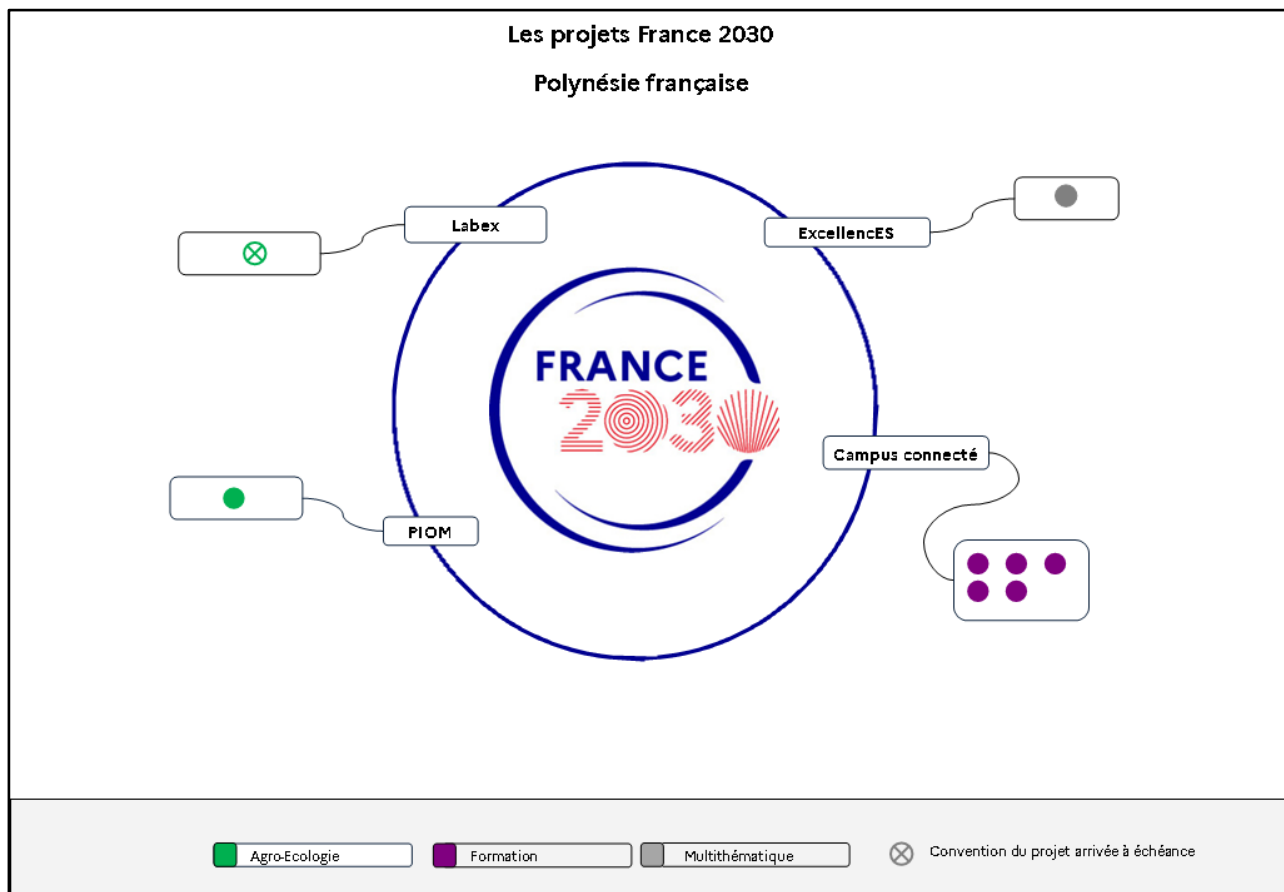 Les projets France 2030
Polynésie française
Labex
ExcellencES
FRANCE
2030
Campus connecté
PIOM
Agro-Ecologie
Formation
Multithématique
Convention du projet arrivée à échéance